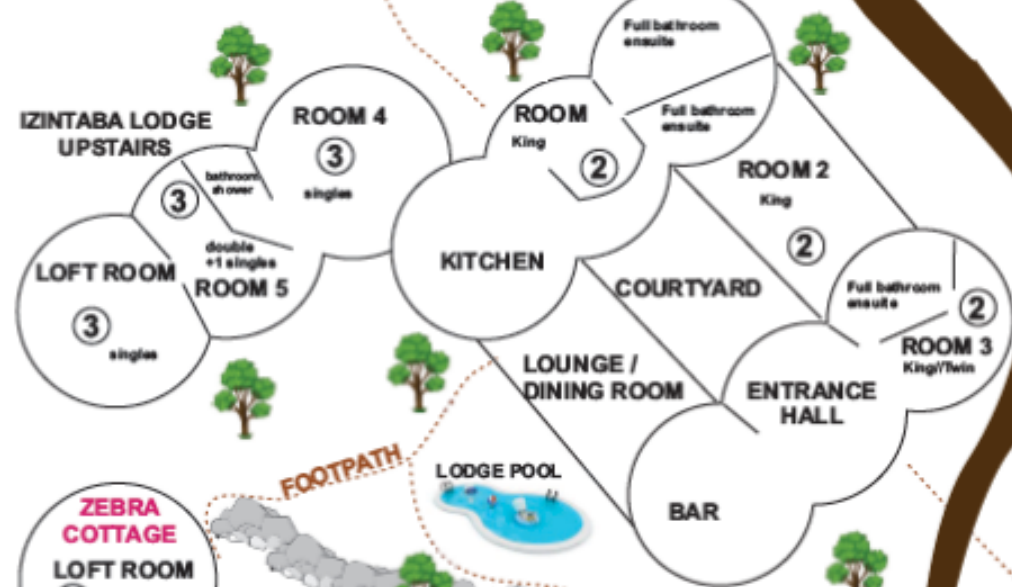 Full bathroom
ensuite
Full bathroom
ensuite
ROOM
King
2
IZINTABA LODGE
UPSTAIRS
ROOM 4
3
singles
bathroom
shower
3
double
+1 singles
ROOM 5
LOFT ROOM
3
singles
KITCHEN
ROOM 2
King
2
COURTYARD
Full bathroom
ensuite
2
ROOM 3
King//Twin
LOUNGE /
DINING ROOM
ENTRANCE
HALL
BAR
FOOTPATH
LODGE POOL
ZEBRA
COTTAGE
LOFT ROOM